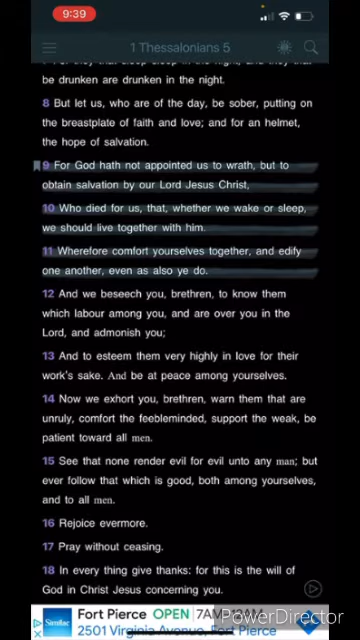 9:39
1 Thessalonians 5
be drunken are drunken in the night.
8 But let us, who are of the day, be sober, putting on
the breastplate of faith and love; and for an helmet,
the hope of salvation.
9 For God hath not appointed us to wrath, but to
obtain salvation by our Lord Jesus Christ,
10 Who died for us, that, whether we wake or sleep,
we should live together with him.
11 Wherefore comfort yourselves together, and edify
one another, even as also ye do.
12 And we beseech you, brethren, to know them
which labour among you, and are over you in the
Lord, and admonish you;
13 And to esteem them very highly in love for their
work's sake. And be at peace among yourselves.
14 Now we exhort you, brethren, warn them that are
unruly, comfort the feebleminded, support the weak, be
patient toward all men.
15 See that none render evil for evil unto any man; but
ever follow that which is good, both among yourselves,
and to all men.
16 Rejoice evermore.
17 Pray without ceasing.
18 In every thing give thanks: for this is the will of
God in Christ Jesus concerning you.
Similac
Fort Pierce OPEN 7AM–12AM
2501 Virginia Avenue, Fort Pierce
PowerDirector